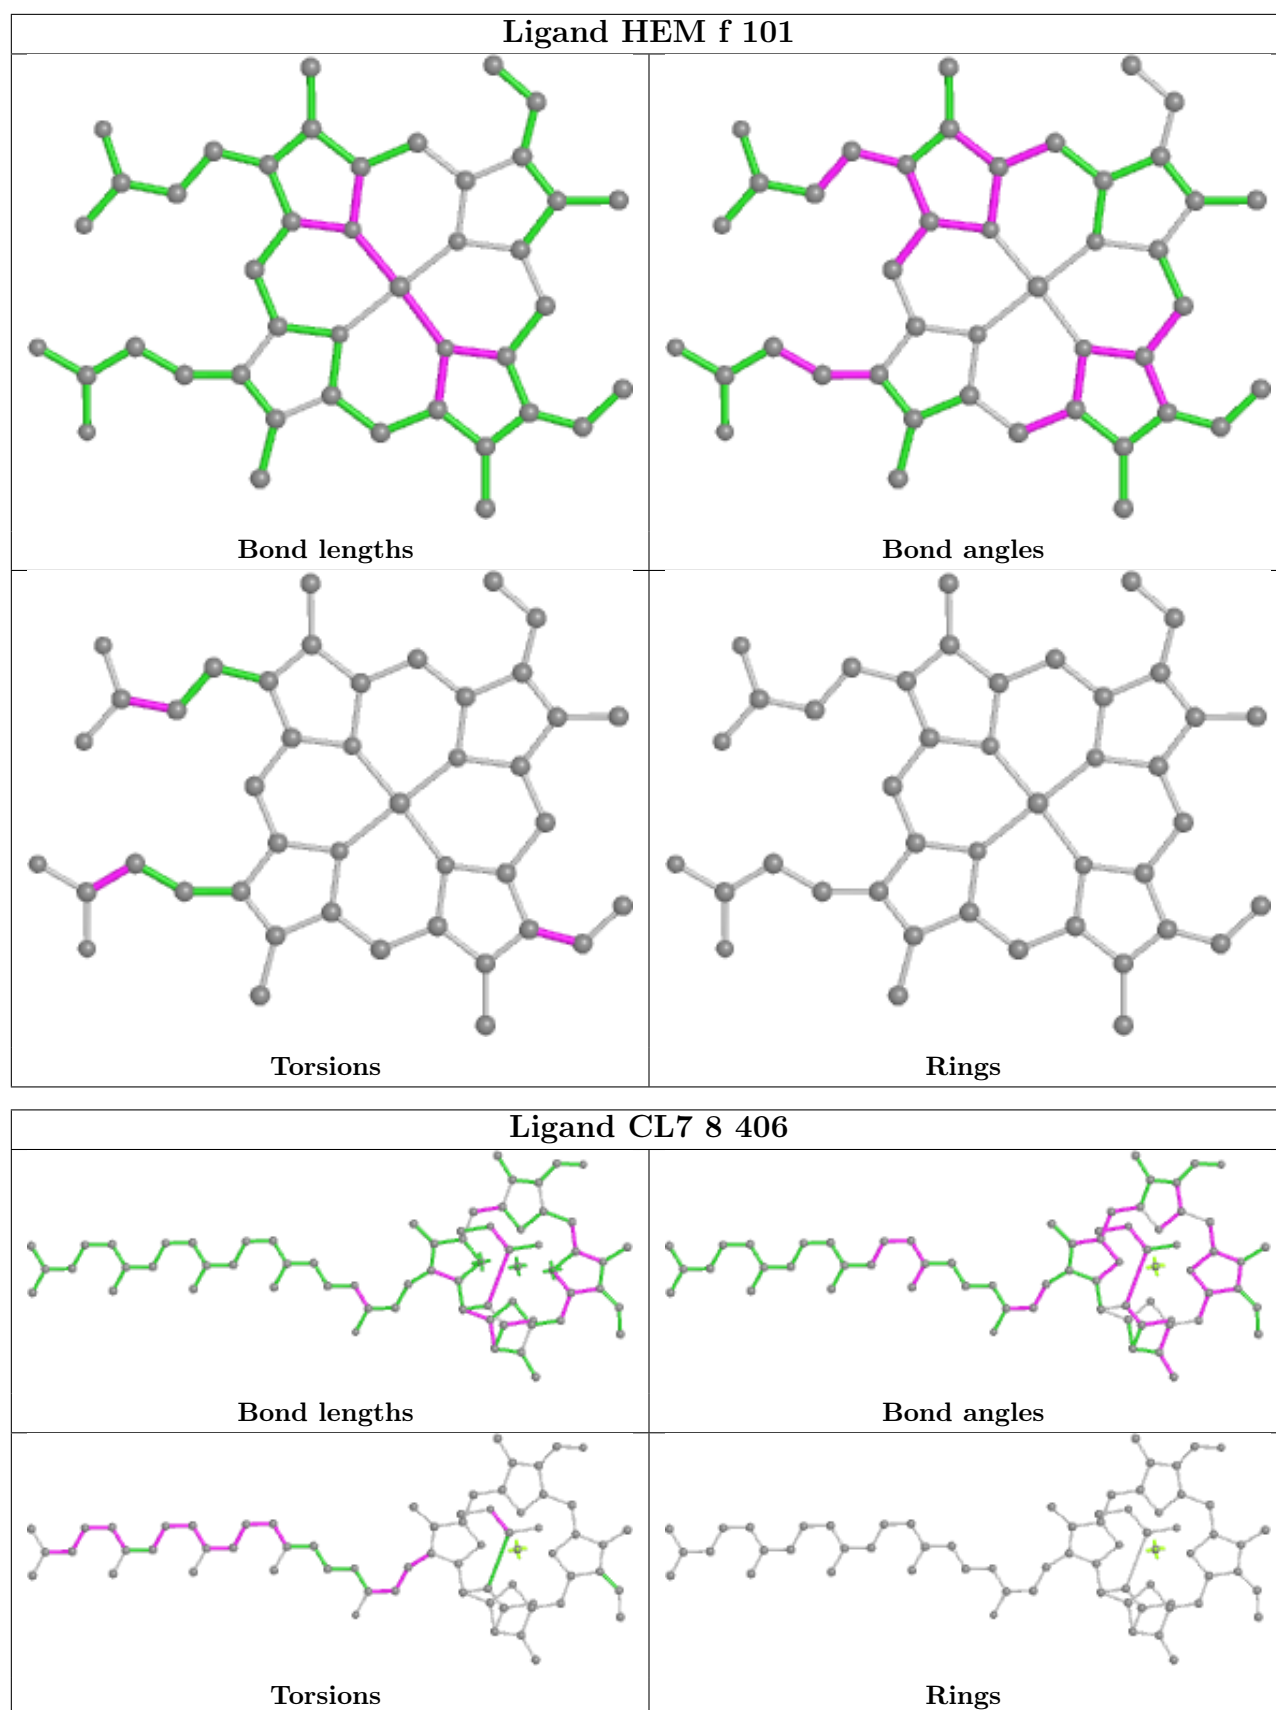 Ligand HEM f 101
Bond lengths
Bond angles
Torsions
Rings
Ligand CL7 8 406
Bond lengths
Bond angles
Torsions
Rings